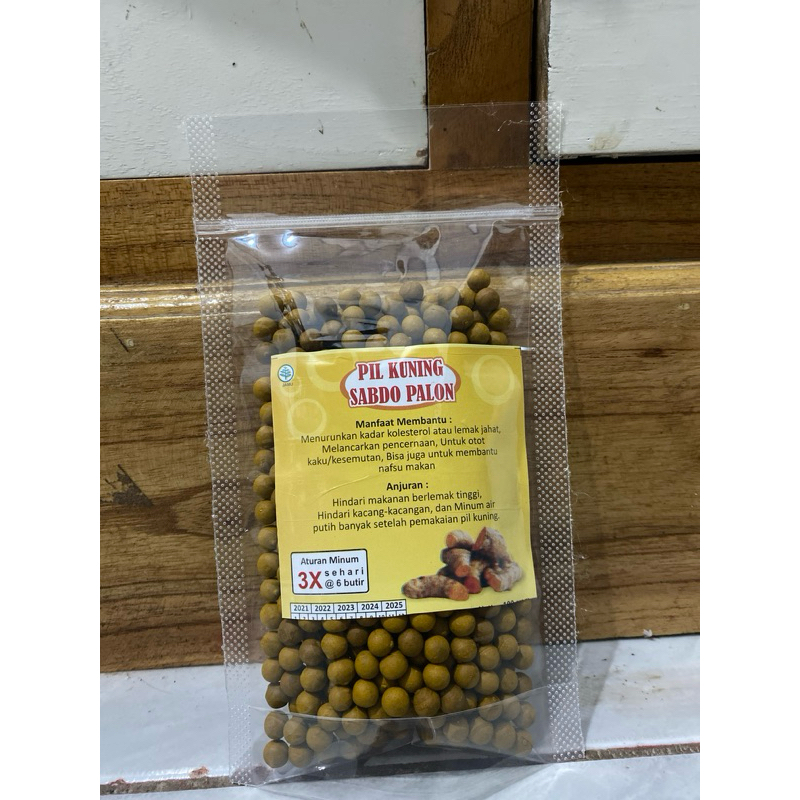 JAMU
PIL KUNING
SABDO PALON
Manfaat Membantu :
Menurunkan kadar kolesterol atau lemak jahat,
Melancarkan pencernaan, Untuk otot
kaku/kesemutan, Bisa juga untuk membantu
nafsu makan
Anjuran :
Hindari makanan berlemak tinggi,
Hindari kacang-kacangan, dan Minum air
putih banyak setelah pemakaian pil kuning.
Aturan Minum
3X sehari
@ 6 butir
2021 2022 2023 2024 2025